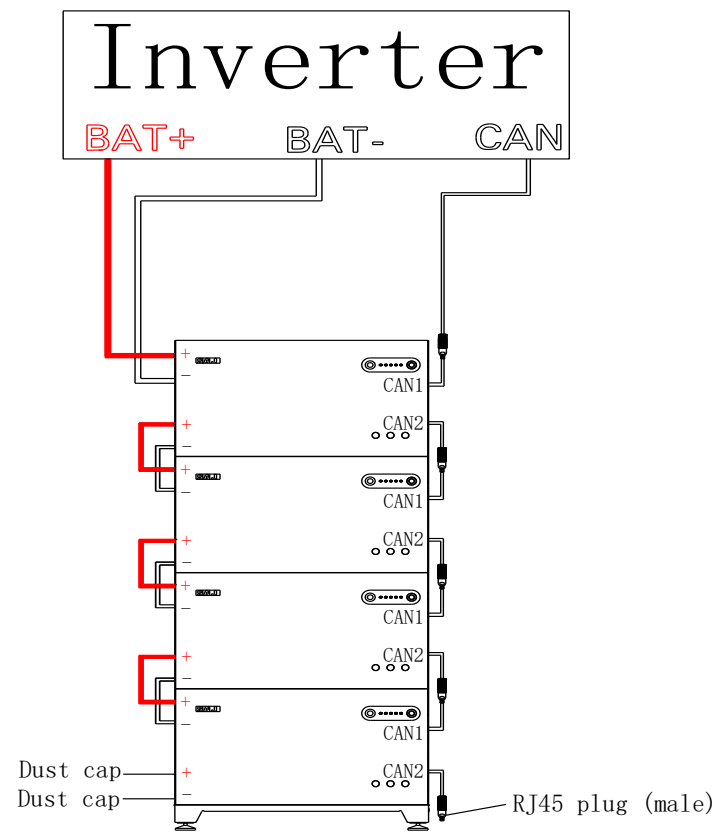 Inverter
BAT+ BAT- CAN
+
−
CAN1
+ CAN2
−
+
−
CAN1
+ CAN2
−
+
−
CAN1
+ CAN2
−
+
−
CAN1
Dust cap + CAN2
Dust cap −
RJ45 plug (male)